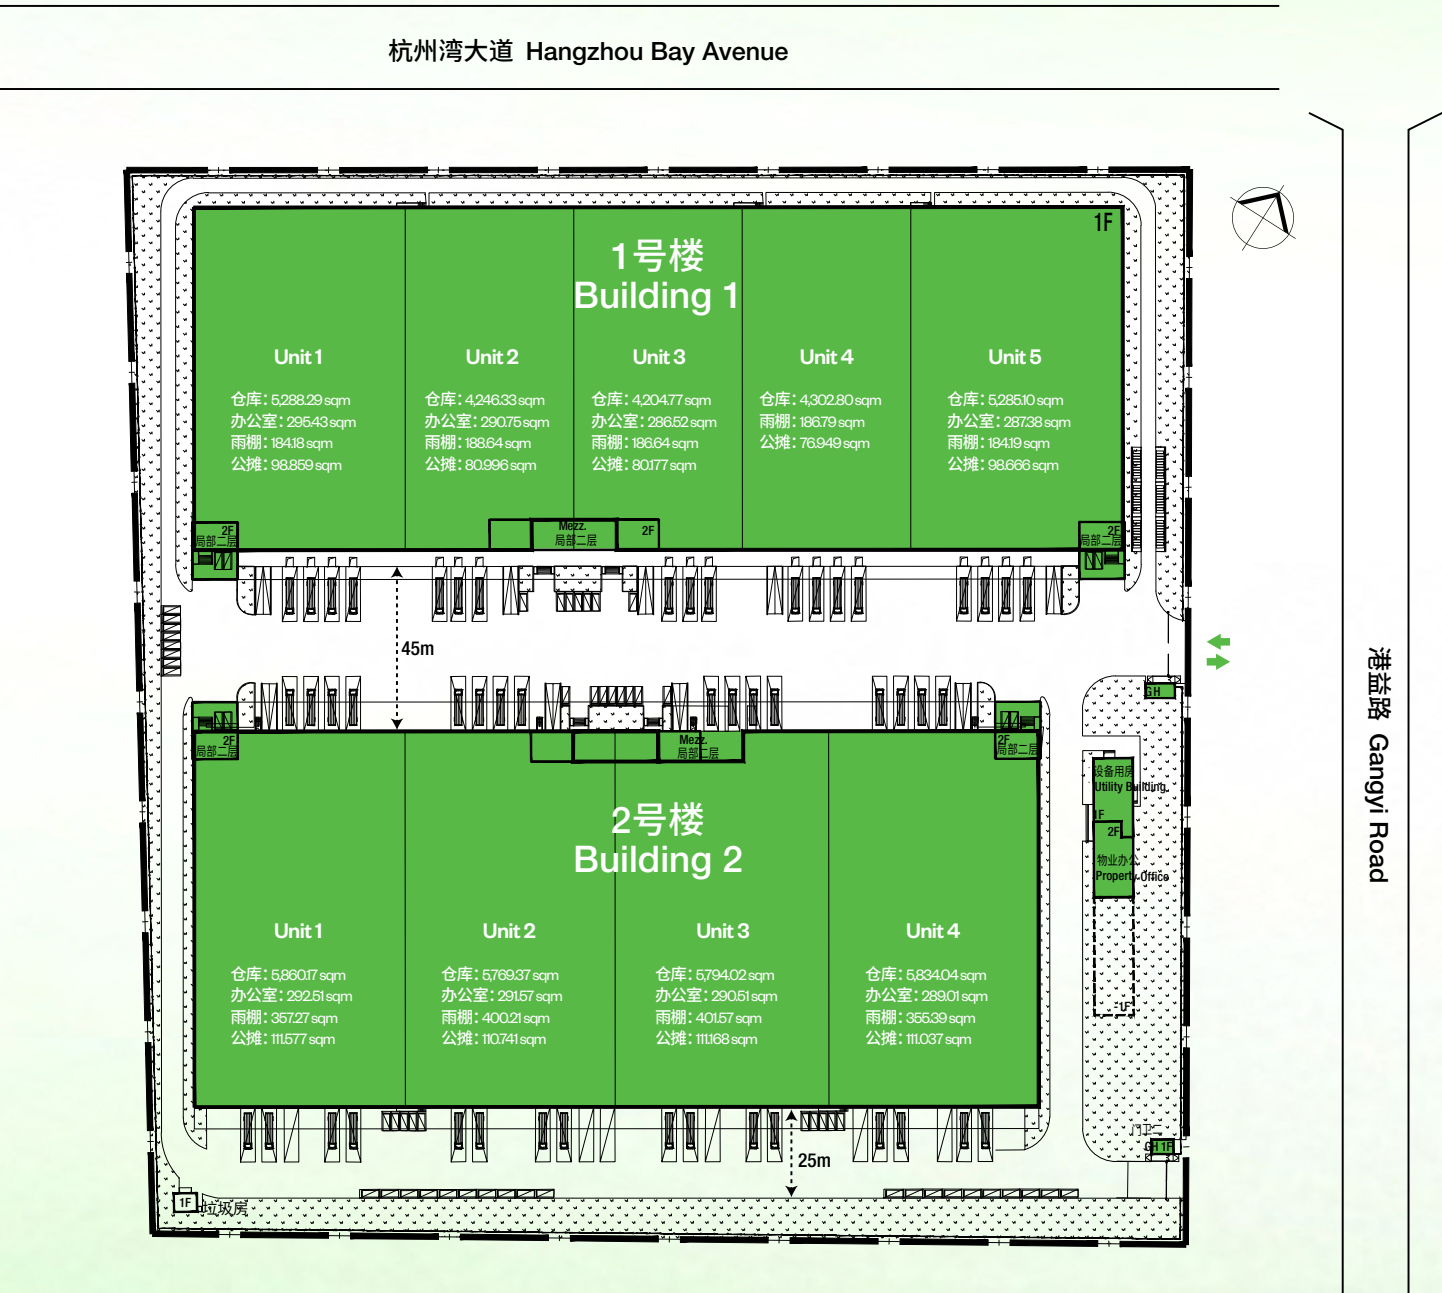 杭州湾大道 Hangzhou Bay Avenue
1F
1号楼
Building 1
Unit 1
仓库：5,288.29 sqm
办公室：295.43 sqm
雨棚：184.18 sqm
公摊：98.859 sqm
Unit 2
仓库：4,246.33 sqm
办公室：290.75 sqm
雨棚：188.64 sqm
公摊：80.996 sqm
Unit 3
仓库：4,204.77 sqm
办公室：286.52 sqm
雨棚：186.64 sqm
公摊：80.177 sqm
Unit 4
仓库：4,302.80 sqm
雨棚：186.79 sqm
公摊：76.949 sqm
Unit 5
仓库：5,285.10 sqm
办公室：287.38 sqm
雨棚：184.19 sqm
公摊：98.666 sqm
2F
局部二层
Mezz.
局部二层
2F
2F
局部二层
45m
GH
港益路 Gangyi Road
2F
局部二层
Mezz.
局部二层
2F
局部二层
设备用房
Utility Building
1F
2F
物业办公
Property Office
-1F
2号楼
Building 2
Unit 1
仓库：5,860.17 sqm
办公室：292.51 sqm
雨棚：357.27 sqm
公摊：111.577 sqm
Unit 2
仓库：5,769.37 sqm
办公室：291.57 sqm
雨棚：400.21 sqm
公摊：110.741 sqm
Unit 3
仓库：5,794.02 sqm
办公室：290.51 sqm
雨棚：401.57 sqm
公摊：111.168 sqm
Unit 4
仓库：5,834.04 sqm
办公室：289.01 sqm
雨棚：355.39 sqm
公摊：111.037 sqm
25m
门卫二
GH 1F
1F
垃圾房